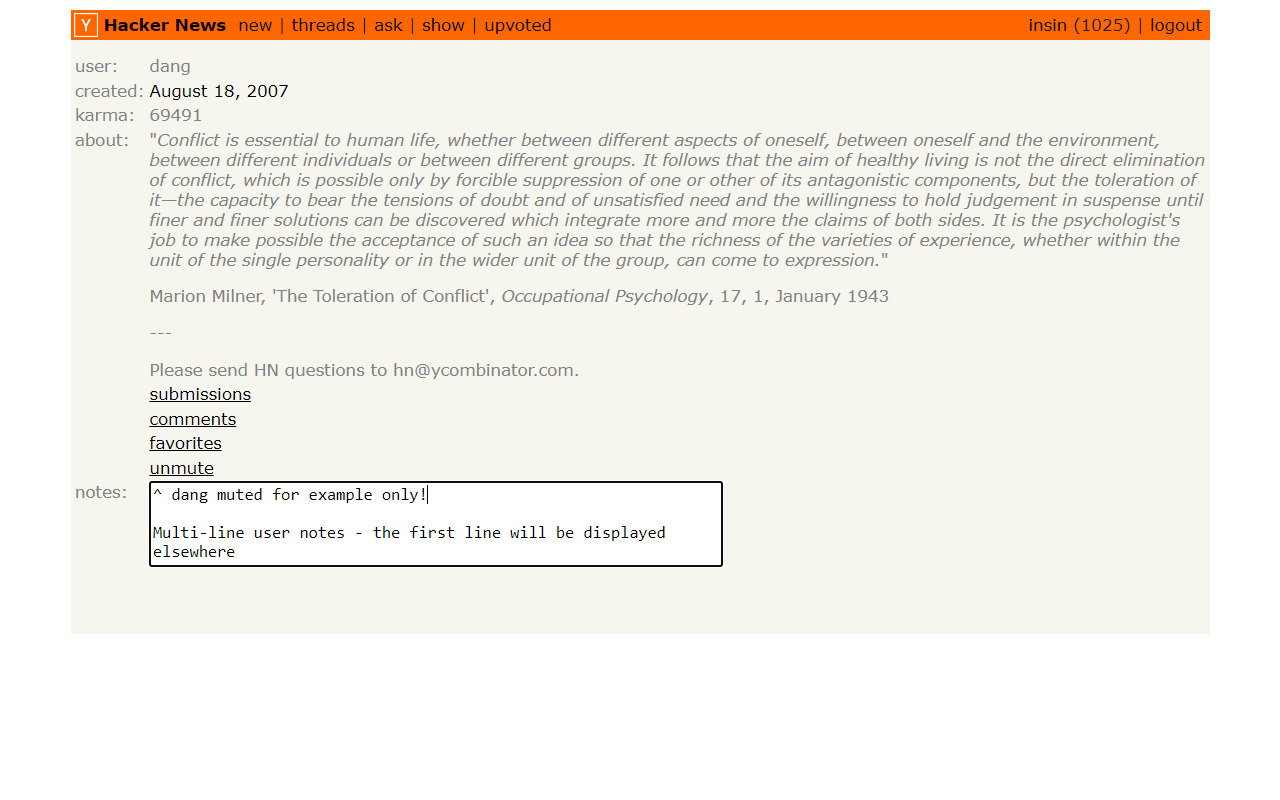 Y Hacker News new | threads | ask | show | upvoted insin (1025) | logout
user: dang
created: August 18, 2007
karma: 69491
about: "Conflict is essential to human life, whether between different aspects of oneself, between oneself and the environment,
between different individuals or between different groups. It follows that the aim of healthy living is not the direct elimination
of conflict, which is possible only by forcible suppression of one or other of its antagonistic components, but the toleration of
it—the capacity to bear the tensions of doubt and of unsatisfied need and the willingness to hold judgement in suspense until
finer and finer solutions can be discovered which integrate more and more the claims of both sides. It is the psychologist's
job to make possible the acceptance of such an idea so that the richness of the varieties of experience, whether within the
unit of the single personality or in the wider unit of the group, can come to expression."
Marion Milner, 'The Toleration of Conflict', Occupational Psychology, 17, 1, January 1943
---
Please send HN questions to hn@ycombinator.com.
submissions
comments
favorites
unmute
notes: ^ dang muted for example only!
Multi-line user notes - the first line will be displayed
elsewhere